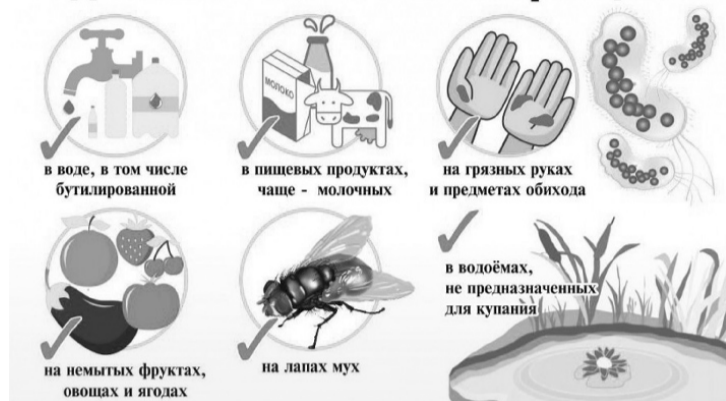 в воде, в том числе
бутилированной
МОЛОКО
в пищевых продуктах,
чаще - молочных
на грязных руках
и предметах обихода
на немытых фруктах,
овощах и ягодах
на лапах мух
в водоёмах,
не предназначенных
для купания